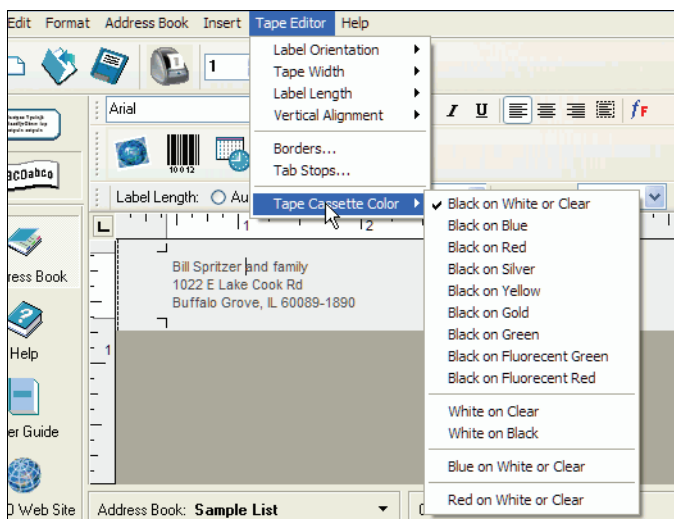 Edit Format Address Book Insert Tape Editor Help
1
Arial
I U
Label Length: Au
10012
Label Orientation
Tape Width
Label Length
Vertical Alignment
Borders...
Tab Stops...
Tape Cassette Color
Black on White or Clear
Black on Blue
Black on Red
Black on Silver
Black on Yellow
Black on Gold
Black on Green
Black on Fluorecent Green
Black on Fluorecent Red
White on Clear
White on Black
Blue on White or Clear
Red on White or Clear
L
1 2
Bill Spritzer and family
1022 E Lake Cook Rd
Buffalo Grove, IL 60089-1890
1
ress Book
Help
er Guide
0 Web Site
Address Book: Sample List